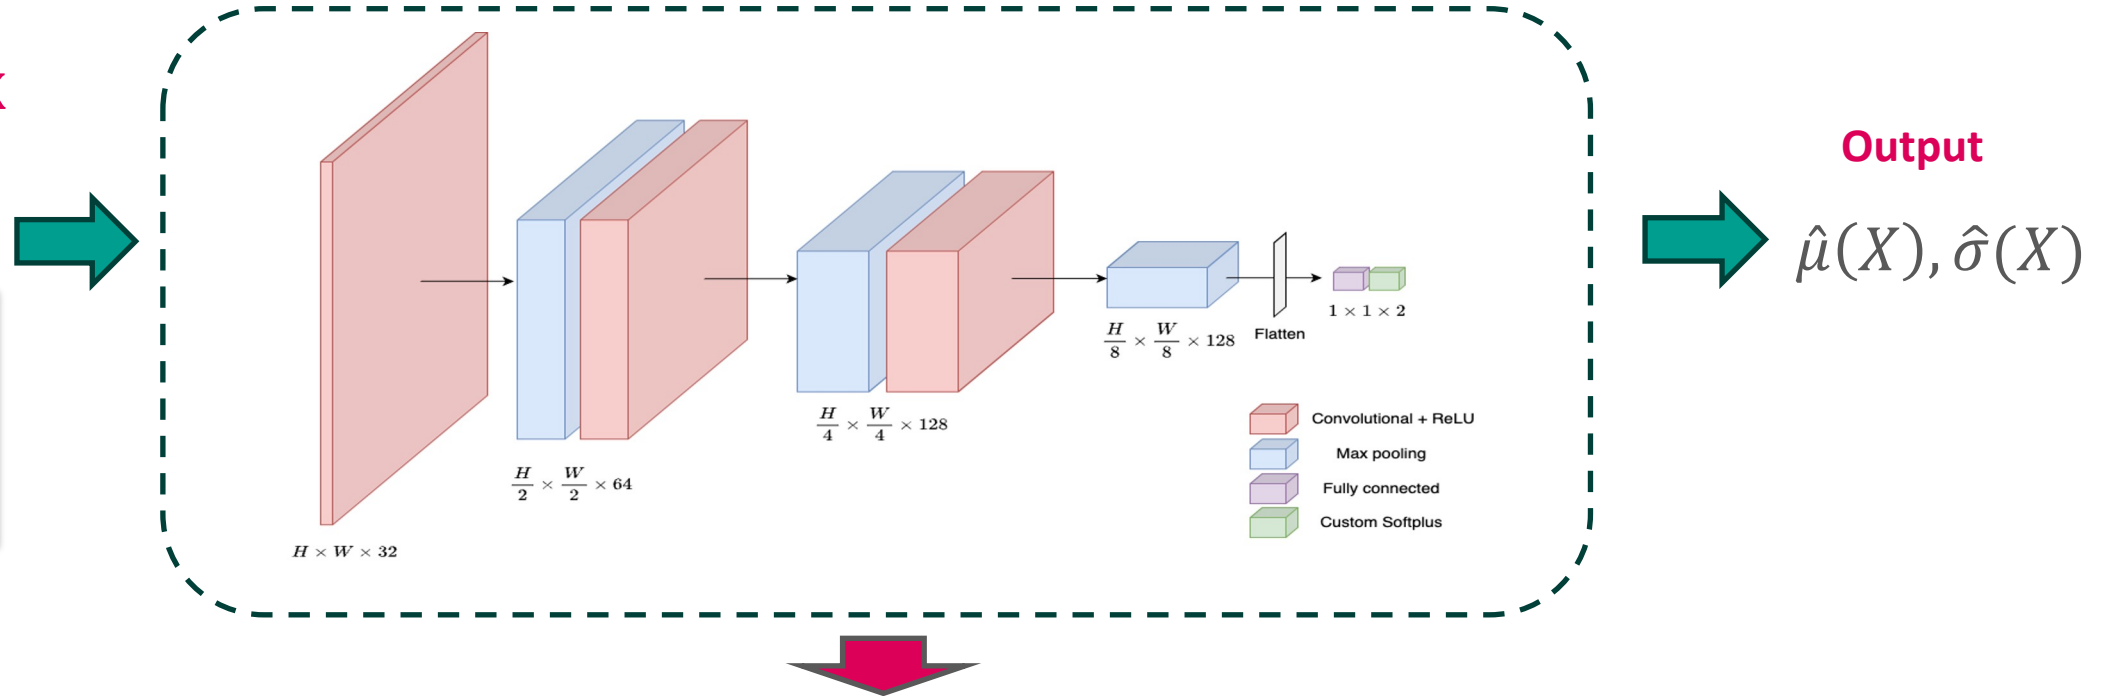 H × W × 32
H/2 × W/2 × 64
H/4 × W/4 × 128
H/8 × W/8 × 128
Flatten
1 × 1 × 2
Convolutional + ReLU
Max pooling
Fully connected
Custom Softplus
Output
μ̂(X), σ̂(X)